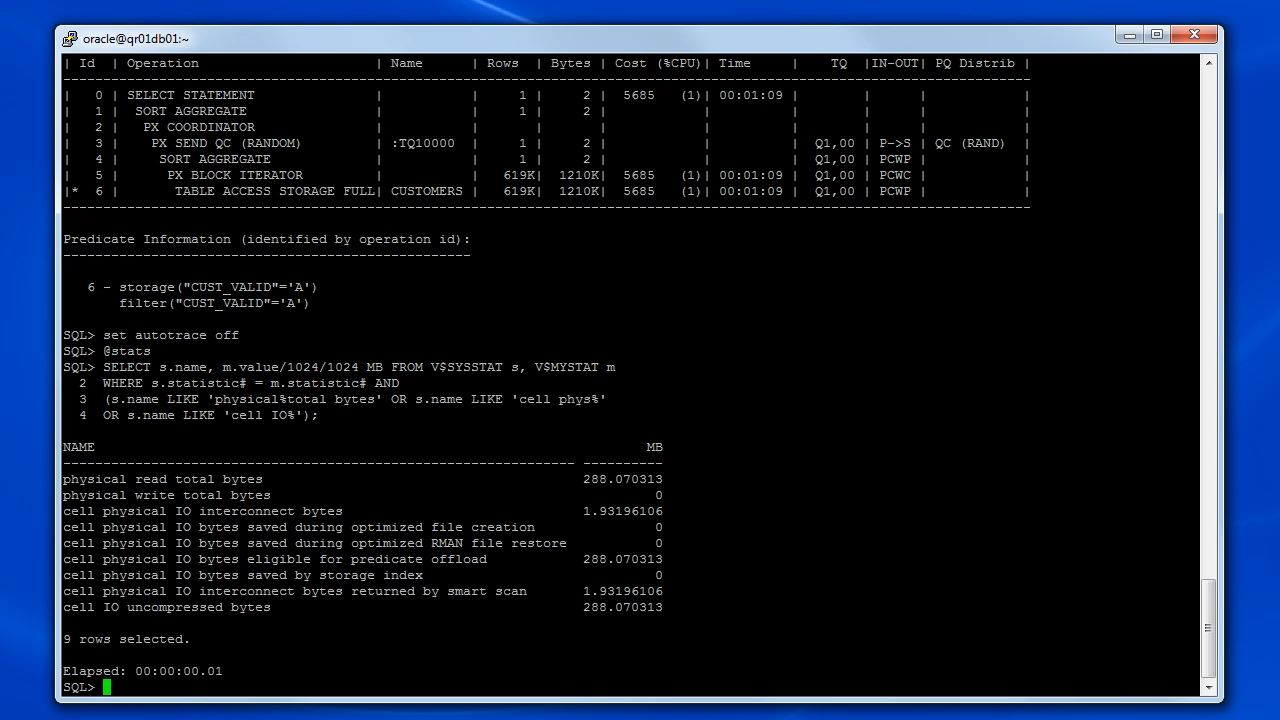 oracle@qr01db01:~
| Id | Operation | Name | Rows | Bytes | Cost (%CPU)| Time | TQ |IN-OUT| PQ Distrib |
--------------------------------------------------------------------------------
| 0 | SELECT STATEMENT | | 1 | 2 | 5685 (1)| 00:01:09 | | | |
| 1 | SORT AGGREGATE | | 1 | 2 | | | | | |
| 2 | PX COORDINATOR | | | | | | | | |
| 3 | PX SEND QC (RANDOM) | :TQ10000 | 1 | 2 | | | Q1,00 | P->S | QC (RAND) |
| 4 | SORT AGGREGATE | | 1 | 2 | | | Q1,00 | PCWP | |
| 5 | PX BLOCK ITERATOR | | 619K| 1210K| 5685 (1)| 00:01:09 | Q1,00 | PCWC | |
|* 6 | TABLE ACCESS STORAGE FULL| CUSTOMERS | 619K| 1210K| 5685 (1)| 00:01:09 | Q1,00 | PCWP | |
--------------------------------------------------------------------------------
Predicate Information (identified by operation id):
---------------------------------------------------
6 - storage("CUST_VALID"='A')
filter("CUST_VALID"='A')
SQL> set autotrace off
SQL> @stats
SQL> SELECT s.name, m.value/1024/1024 MB FROM V$SYSSTAT s, V$MYSTAT m
2 WHERE s.statistic# = m.statistic# AND
3 (s.name LIKE 'physical%total bytes' OR s.name LIKE 'cell phys%'
4 OR s.name LIKE 'cell IO%');
NAME MB
---------------------------------------------------------------- ----------
physical read total bytes 288.070313
physical write total bytes 0
cell physical IO interconnect bytes 1.93196106
cell physical IO bytes saved during optimized file creation 0
cell physical IO bytes saved during optimized RMAN file restore 0
cell physical IO bytes eligible for predicate offload 288.070313
cell physical IO bytes saved by storage index 0
cell physical IO interconnect bytes returned by smart scan 1.93196106
cell IO uncompressed bytes 288.070313
9 rows selected.
Elapsed: 00:00:00.01
SQL>